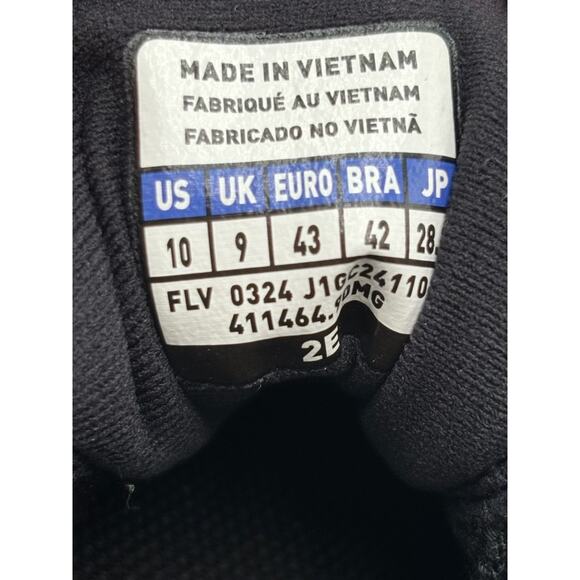 MADE IN VIETNAM
FABRIQUÉ AU VIETNAM
FABRICADO NO VIETNÃ
US UK EURO BRA JP
10 9 43 42 28.
FLV 0324
2E